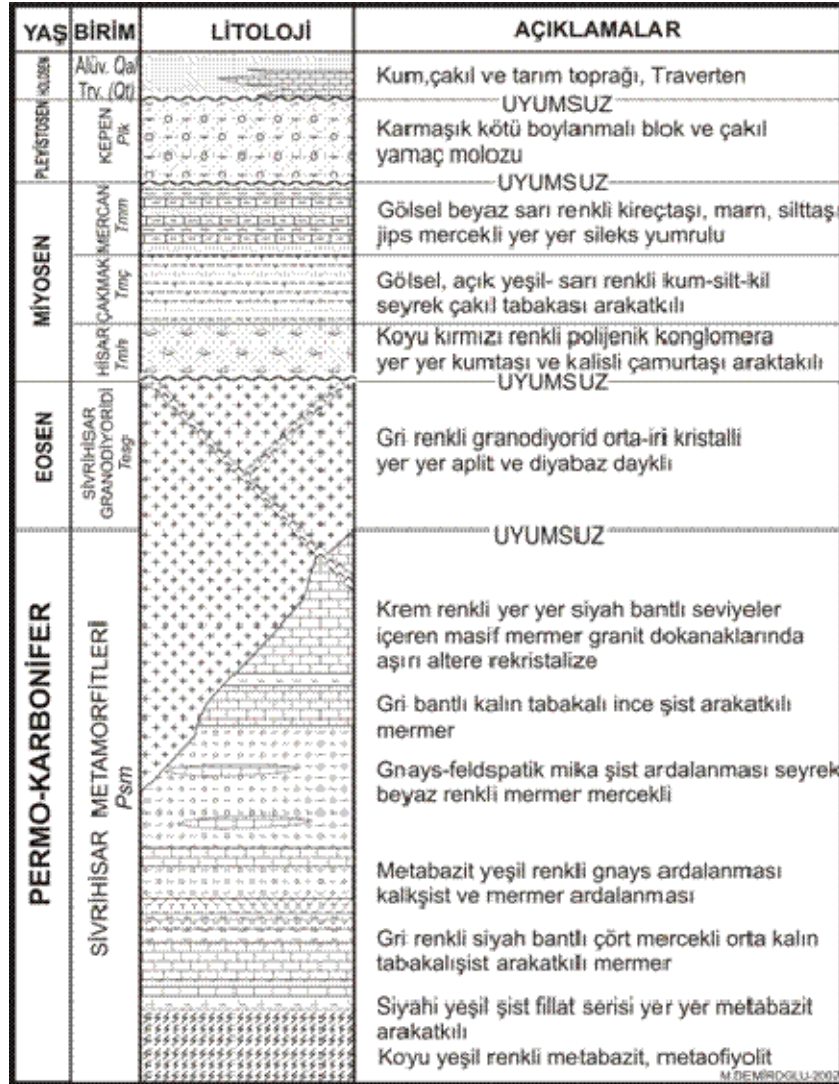 YAŞ BİRİM LİTOLOJİ AÇIKLAMALAR
HOLOSEN
Alüv. Qal
Trv. (Qt)
Kum,çakıl ve tarım toprağı, Traverten
UYUMSUZ
PLEYİSTOSEN
KEPEN
Plk
Karmaşık kötü boylanmalı blok ve çakıl
yamaç molozu
UYUMSUZ
MİYOSEN
MERCAN
Tmm
Gölsel beyaz sarı renkli kireçtaşı, marn, silttaşı
jips mercekli yer yer sileks yumrulu
ÇAKMAK
Tmç
Gölsel, açık yeşil- sarı renkli kum-silt-kil
seyrek çakıl tabakası arakatkılı
HİSAR
Tmh
Koyu kırmızı renkli polijenik konglomera
yer yer kumtaşı ve kalisli çamurtaşı araktakılı
UYUMSUZ
EOSEN
SİVRİHİSAR
GRANODİYORİDİ
Tesg
Gri renkli granodiyorid orta-iri kristalli
yer yer aplit ve diyabaz dayklı
UYUMSUZ
PERMO-KARBONİFER
SİVRİHİSAR METAMORFİTLERİ
Psm
Krem renkli yer yer siyah bantlı seviyeler
içeren masif mermer granit dokanaklarında
aşırı altere rekristalize
Gri bantlı kalın tabakalı ince şist arakatkılı
mermer
Gnays-feldspatik mika şist ardalanması seyrek
beyaz renkli mermer mercekli
Metabazit yeşil renkli gnays ardalanması
kalkşist ve mermer ardalanması
Gri renkli siyah bantlı çört mercekli orta kalın
tabakalışist arakatkılı mermer
Siyahi yeşil şist fillat serisi yer yer metabazit
arakatkılı
Koyu yeşil renkli metabazit, metaofiyolit
M.DEMİROGLU-2002